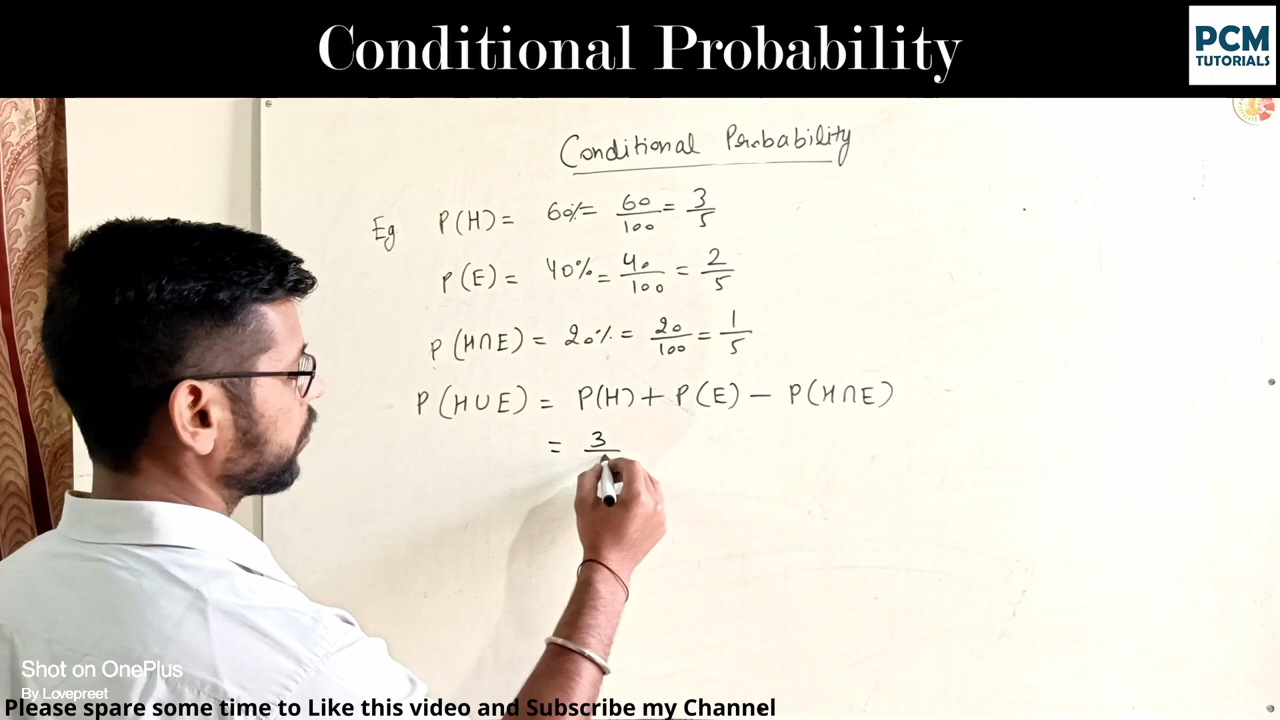 Conditional Probability
PCM
TUTORIALS
Conditional Probability
Eg P(H) = 60% = 60/100 = 3/5
P(E) = 40% = 40/100 = 2/5
P(H∩E) = 20% = 20/100 = 1/5
P(H∪E) = P(H) + P(E) − P(H∩E)
= 3
Shot on OnePlus
By Lovepreet
Please spare some time to Like this video and Subscribe my Channel